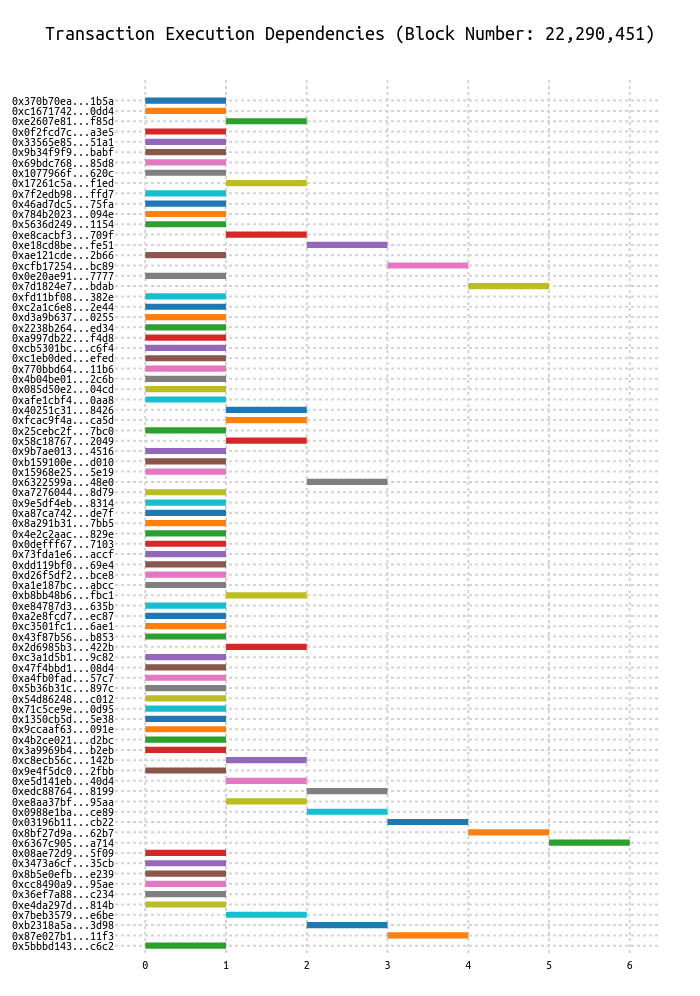 Transaction Execution Dependencies (Block Number: 22,290,451)
0x370b70ea...1b5a
0xc1671742...0dd4
0xe2607e81...f85d
0x0f2fcd7c...a3e5
0x33565e85...51a1
0x9b34f9f9...babf
0x69bdc768...85d8
0x1077966f...620c
0x17261c5a...f1ed
0x7f2edb98...ffd7
0x46ad7dc5...75fa
0x784b2023...094e
0x5636d249...1154
0xe8cacbf3...709f
0xe18cd8be...fe51
0xae121cde...2b66
0xcfb17254...bc89
0x0e20ae91...7777
0x7d1824e7...bdab
0xfd11bf08...382e
0xc2a1c6e8...2e44
0xd3a9b637...0255
0x2238b264...ed34
0xa997db22...f4d8
0xcb5301bc...c6f4
0xc1eb0ded...efed
0x770bbd64...11b6
0x4b04be01...2c6b
0x085d50e2...04cd
0xafe1cbf4...0aa8
0x40251c31...8426
0xfcac9f4a...ca5d
0x25cebc2f...7bc0
0x58c18767...2049
0x9b7ae013...4516
0xb159100e...d010
0x15968e25...5e19
0x6322599a...48e0
0xa7276044...8d79
0x9e5df4eb...8314
0xa87ca742...de7f
0x8a291b31...7bb5
0x4e2c2aac...829e
0x0defff67...7103
0x73fda1e6...accf
0xdd119bf0...69e4
0xd26f5df2...bce8
0xa1e187bc...abcc
0xb8bb48b6...fbc1
0xe84787d3...635b
0xa2e8fcd7...ec87
0xc3501fc1...6ae1
0x43f87b56...b853
0x2d6985b3...422b
0xc3a1d5b1...9c82
0x47f4bbd1...08d4
0xa4fb0fad...57c7
0x5b36b31c...897c
0x54d86248...c012
0x71c5ce9e...0d95
0x1350cb5d...5e38
0x9ccaaf63...091e
0x4b2ce021...d2bc
0x3a9969b4...b2eb
0xc8ecb56c...142b
0x9e4f5dc0...2fbb
0xe5d141eb...40d4
0xedc88764...8199
0xe8aa37bf...95aa
0x0988e1ba...ce89
0x03196b11...cb22
0x8bf27d9a...62b7
0x6367c905...a714
0x08ae72d9...5f09
0x3473a6cf...35cb
0x8b5e0efb...e239
0xcc8490a9...95ae
0x36ef7a88...c234
0xe4da297d...814b
0x7beb3579...e6be
0xb2318a5a...3d98
0x87e027b1...11f3
0x5bbbd143...c6c2
0 1 2 3 4 5 6